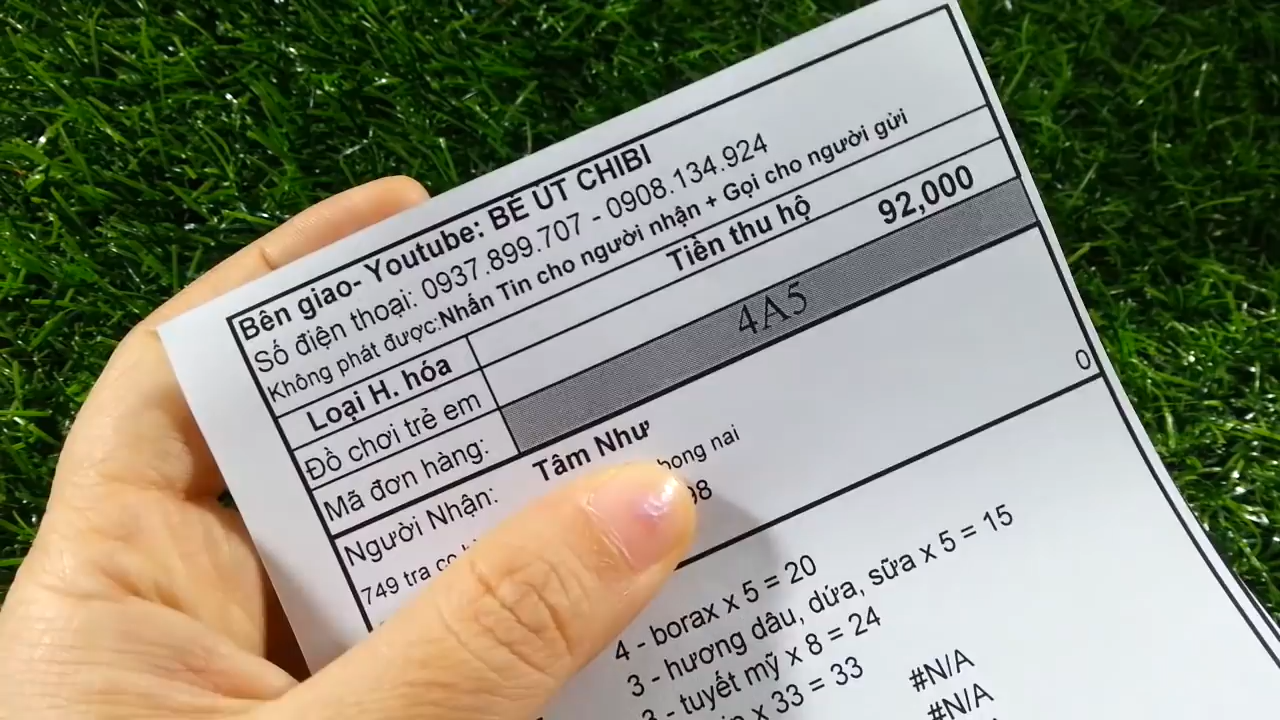 Bên giao- Youtube: BÉ ÚT CHIBI
Số điện thoại: 0937.899.707 - 0908.134.924
Không phát được:Nhắn Tin cho người nhận + Gọi cho người gửi
Loại H. hóa Tiền thu hộ 92,000
Đồ chơi trẻ em
Mã đơn hàng: 4A5
Người Nhận: Tâm Như
749 tra nai
98 0
4 - borax x 5 = 20
3 - hương dâu, dứa, sữa x 5 = 15
3 - tuyết mỹ x 8 = 24
x 33 = 33 #N/A
#N/A